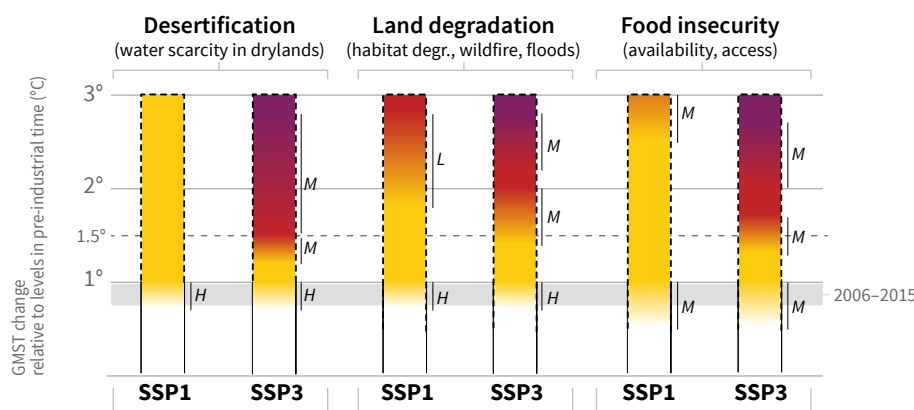 Desertification
(water scarcity in drylands)
Land degradation
(habitat degr., wildfire, floods)
Food insecurity
(availability, access)
GMST change
relative to levels in pre-industrial time (°C)
3°
2°
1.5°
1°
M
M
H
H
L
H
M
M
H
M
M
M
M
M
2006–2015
SSP1
SSP3
SSP1
SSP3
SSP1
SSP3